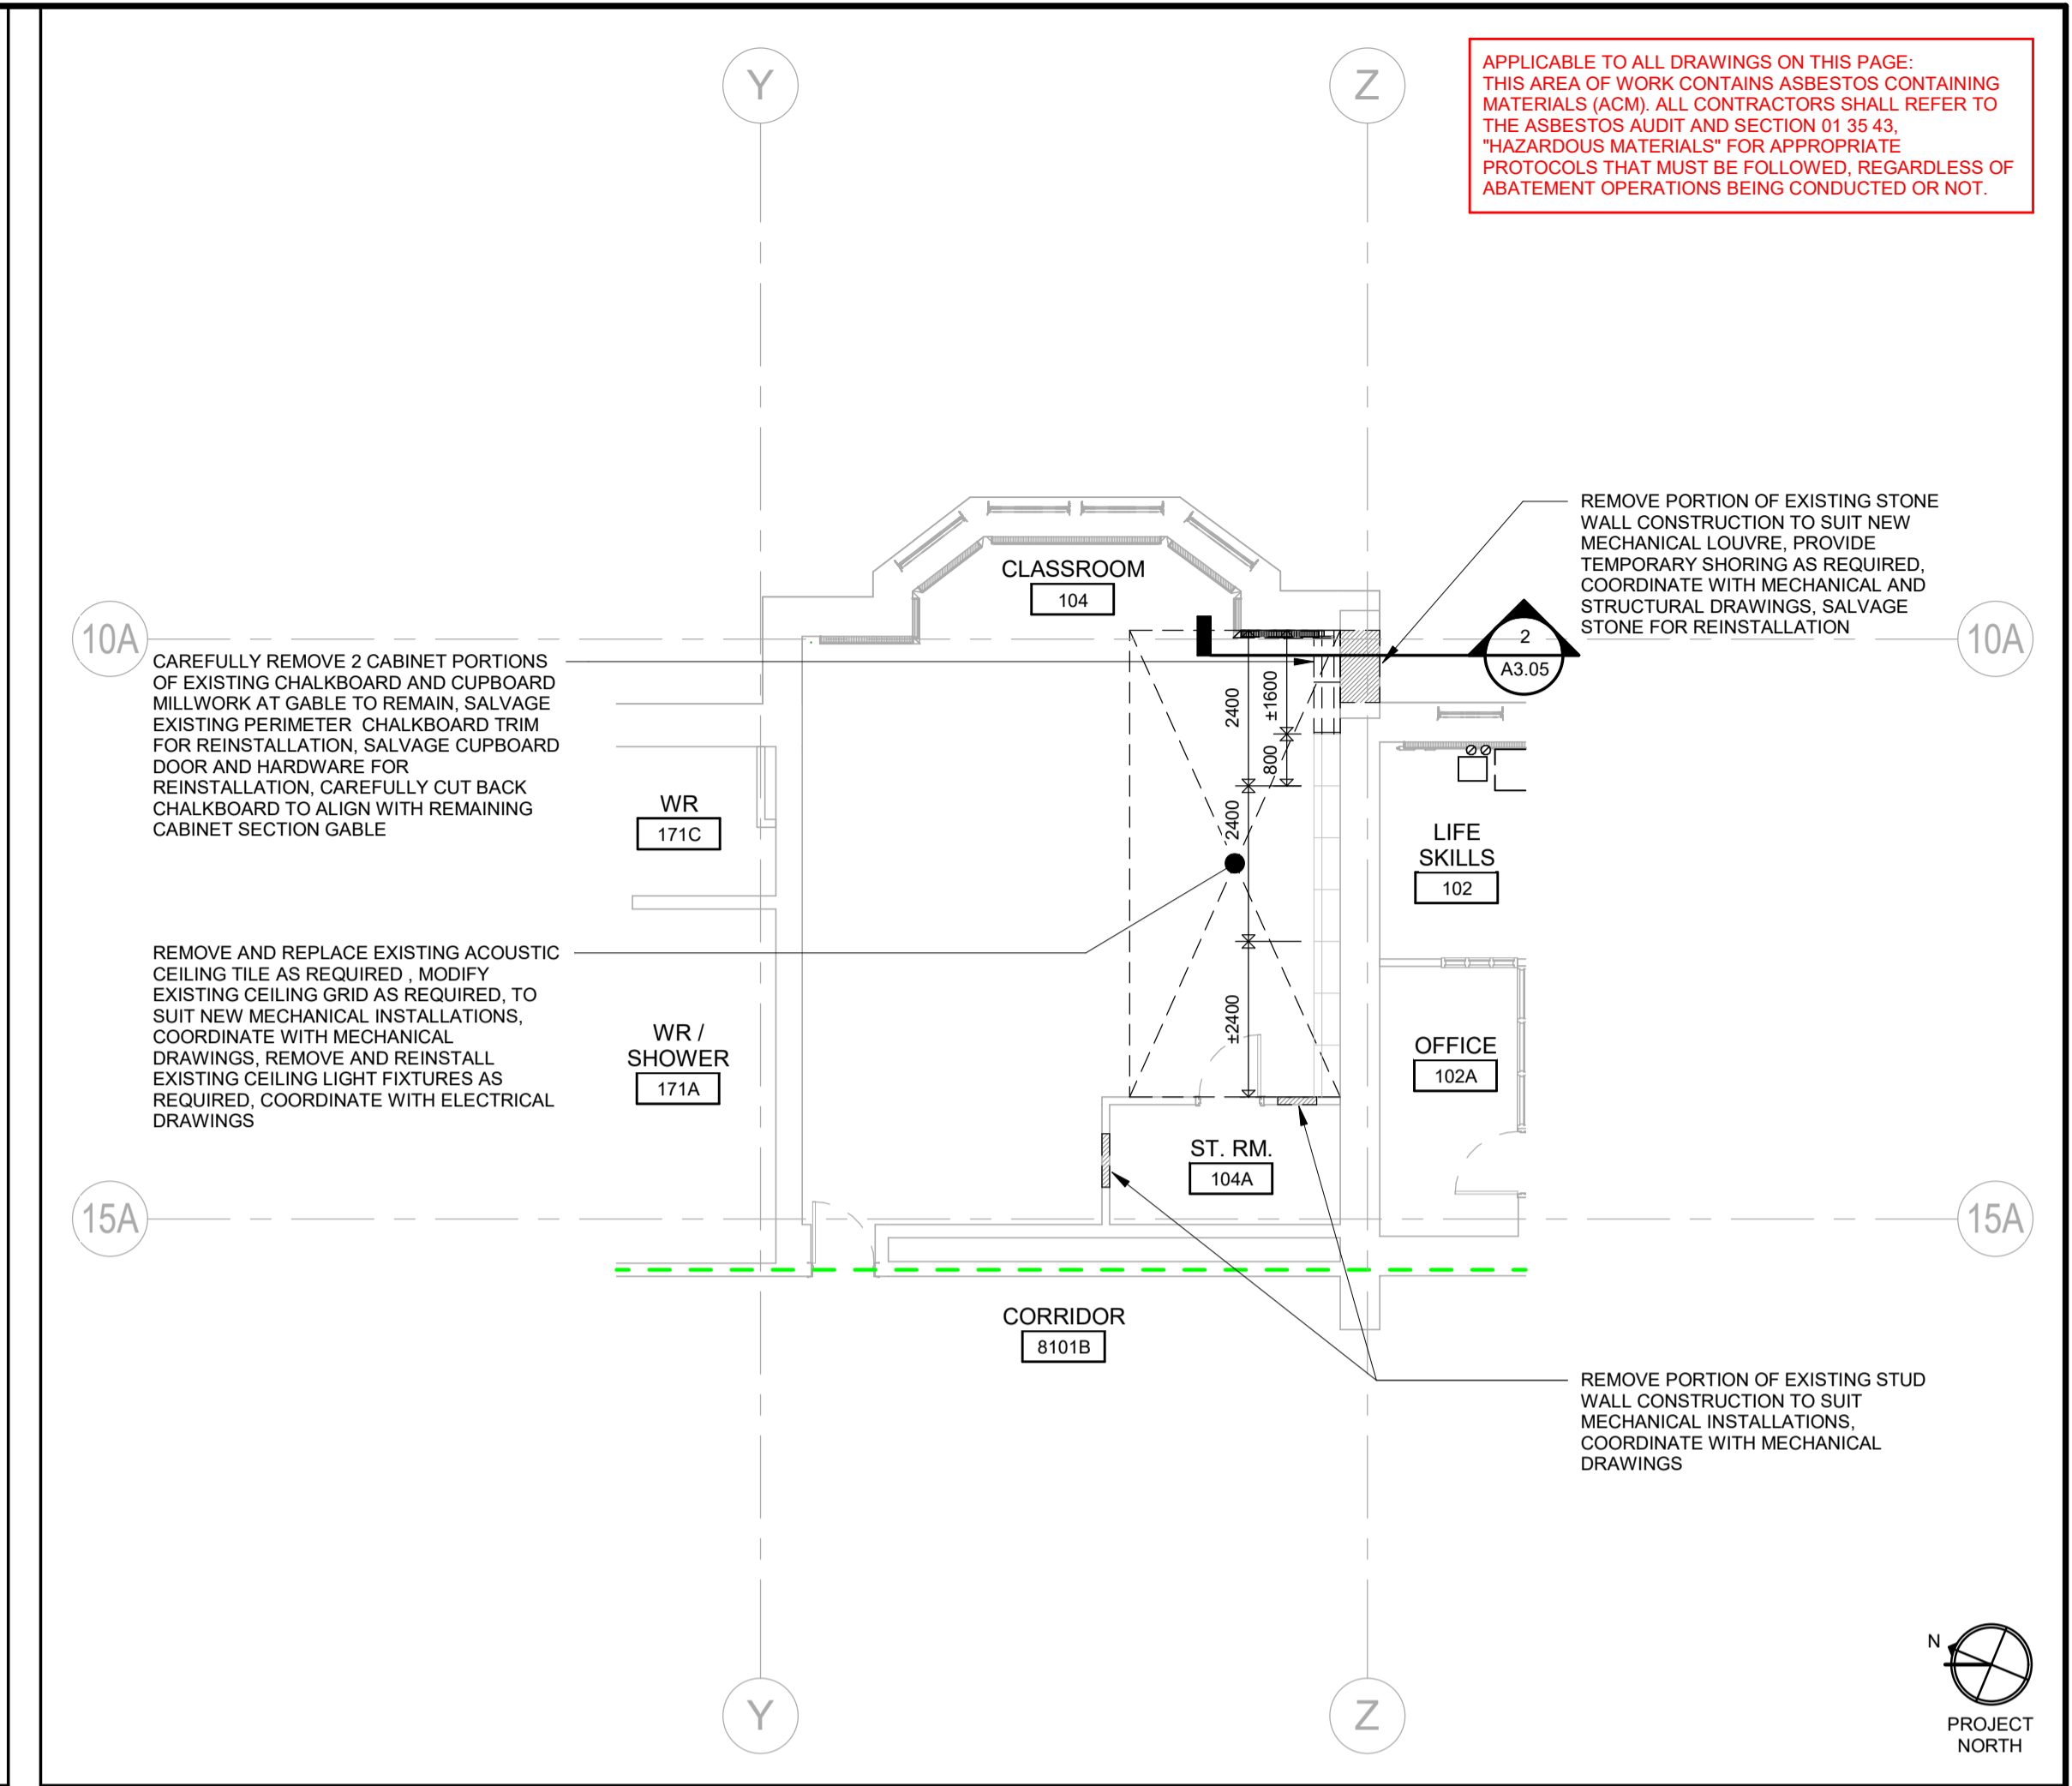 Y
Z
APPLICABLE TO ALL DRAWINGS ON THIS PAGE:
THIS AREA OF WORK CONTAINS ASBESTOS CONTAINING
MATERIALS (ACM). ALL CONTRACTORS SHALL REFER TO
THE ASBESTOS AUDIT AND SECTION 01 35 43,
"HAZARDOUS MATERIALS" FOR APPROPRIATE
PROTOCOLS THAT MUST BE FOLLOWED, REGARDLESS OF
ABATEMENT OPERATIONS BEING CONDUCTED OR NOT.
REMOVE PORTION OF EXISTING STONE
WALL CONSTRUCTION TO SUIT NEW
MECHANICAL LOUVRE, PROVIDE
TEMPORARY SHORING AS REQUIRED,
COORDINATE WITH MECHANICAL AND
STRUCTURAL DRAWINGS, SALVAGE
STONE FOR REINSTALLATION
CLASSROOM
104
10A
10A
2
A3.05
CAREFULLY REMOVE 2 CABINET PORTIONS
OF EXISTING CHALKBOARD AND CUPBOARD
MILLWORK AT GABLE TO REMAIN, SALVAGE
EXISTING PERIMETER CHALKBOARD TRIM
FOR REINSTALLATION, SALVAGE CUPBOARD
DOOR AND HARDWARE FOR
REINSTALLATION, CAREFULLY CUT BACK
CHALKBOARD TO ALIGN WITH REMAINING
CABINET SECTION GABLE
2400
±1600
800
2400
±2400
WR
171C
LIFE
SKILLS
102
REMOVE AND REPLACE EXISTING ACOUSTIC
CEILING TILE AS REQUIRED , MODIFY
EXISTING CEILING GRID AS REQUIRED, TO
SUIT NEW MECHANICAL INSTALLATIONS,
COORDINATE WITH MECHANICAL
DRAWINGS, REMOVE AND REINSTALL
EXISTING CEILING LIGHT FIXTURES AS
REQUIRED, COORDINATE WITH ELECTRICAL
DRAWINGS
WR /
SHOWER
171A
OFFICE
102A
ST. RM.
104A
15A
15A
CORRIDOR
8101B
REMOVE PORTION OF EXISTING STUD
WALL CONSTRUCTION TO SUIT
MECHANICAL INSTALLATIONS,
COORDINATE WITH MECHANICAL
DRAWINGS
Y
Z
N
PROJECT
NORTH